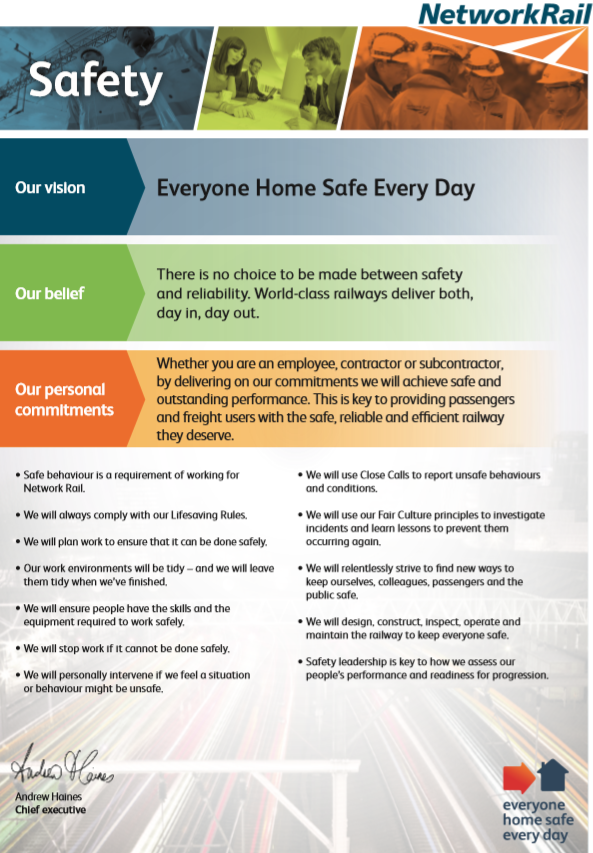 NetworkRail
Safety
Our vision
Everyone Home Safe Every Day
Our belief
There is no choice to be made between safety
and reliability. World-class railways deliver both,
day in, day out.
Our personal
commitments
Whether you are an employee, contractor or subcontractor,
by delivering on our commitments we will achieve safe and
outstanding performance. This is key to providing passengers
and freight users with the safe, reliable and efficient railway
they deserve.
• Safe behaviour is a requirement of working for
Network Rail.
• We will always comply with our Lifesaving Rules.
• We will plan work to ensure that it can be done safely.
• Our work environments will be tidy – and we will leave
them tidy when we've finished.
• We will ensure people have the skills and the
equipment required to work safely.
• We will stop work if it cannot be done safely.
• We will personally intervene if we feel a situation
or behaviour might be unsafe.
• We will use Close Calls to report unsafe behaviours
and conditions.
• We will use our Fair Culture principles to investigate
incidents and learn lessons to prevent them
occurring again.
• We will relentlessly strive to find new ways to
keep ourselves, colleagues, passengers and the
public safe.
• We will design, construct, inspect, operate and
maintain the railway to keep everyone safe.
• Safety leadership is key to how we assess our
people's performance and readiness for progression.
Andrew Haines
Andrew Haines
Chief executive
everyone
home safe
every day